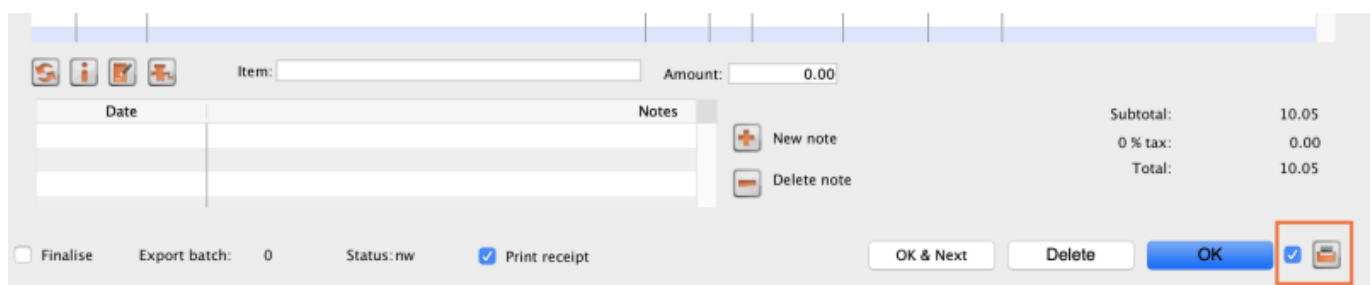 Item:
Amount: 0.00
Date Notes
New note
Delete note
Subtotal: 10.05
0 % tax: 0.00
Total: 10.05
Finalise Export batch: 0 Status: nw Print receipt OK & Next Delete OK